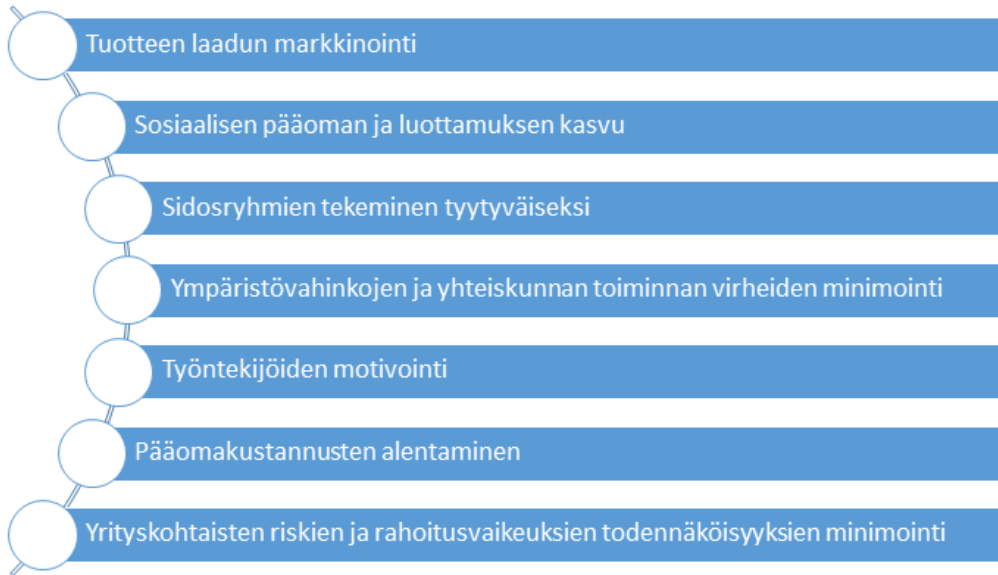 Tuotteen laadun markkinointi
Sosiaalisen pääoman ja luottamuksen kasvu
Sidosryhmien tekeminen tyytyväiseksi
Ympäristövahinkojen ja yhteiskunnan toiminnan virheiden minimointi
Työntekijöiden motivointi
Pääomakustannusten alentaminen
Yrityskohtaisten riskien ja rahoitusvaikeuksien todennäköisyyksien minimointi